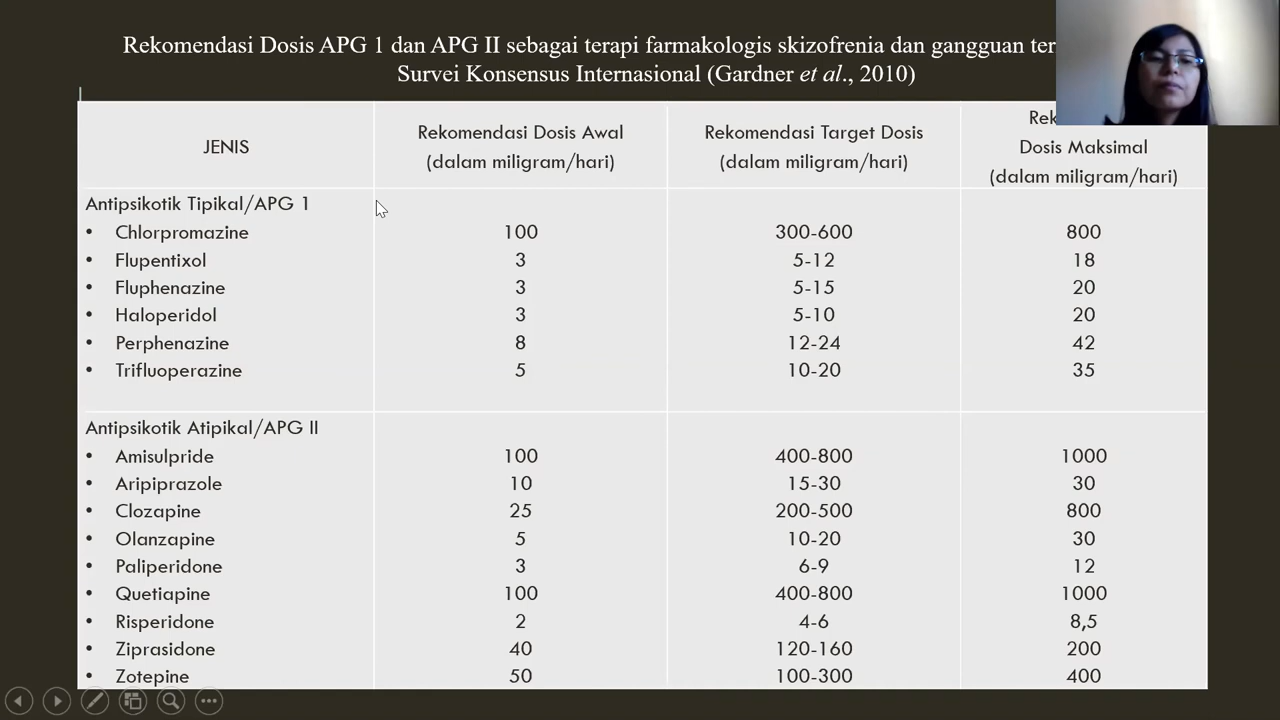 Rekomendasi Dosis APG 1 dan APG II sebagai terapi farmakologis skizofrenia dan gangguan
Survei Konsensus Internasional (Gardner et al., 2010)
JENIS
Rekomendasi Dosis Awal
(dalam miligram/hari)
Rekomendasi Target Dosis
(dalam miligram/hari)
Dosis Maksimal
(dalam miligram/hari)
Antipsikotik Tipikal/APG 1
• Chlorpromazine 100 300-600 800
• Flupentixol 3 5-12 18
• Fluphenazine 3 5-15 20
• Haloperidol 3 5-10 20
• Perphenazine 8 12-24 42
• Trifluoperazine 5 10-20 35
Antipsikotik Atipikal/APG II
• Amisulpride 100 400-800 1000
• Aripiprazole 10 15-30 30
• Clozapine 25 200-500 800
• Olanzapine 5 10-20 30
• Paliperidone 3 6-9 12
• Quetiapine 100 400-800 1000
• Risperidone 2 4-6 8,5
• Ziprasidone 40 120-160 200
• Zotepine 50 100-300 400